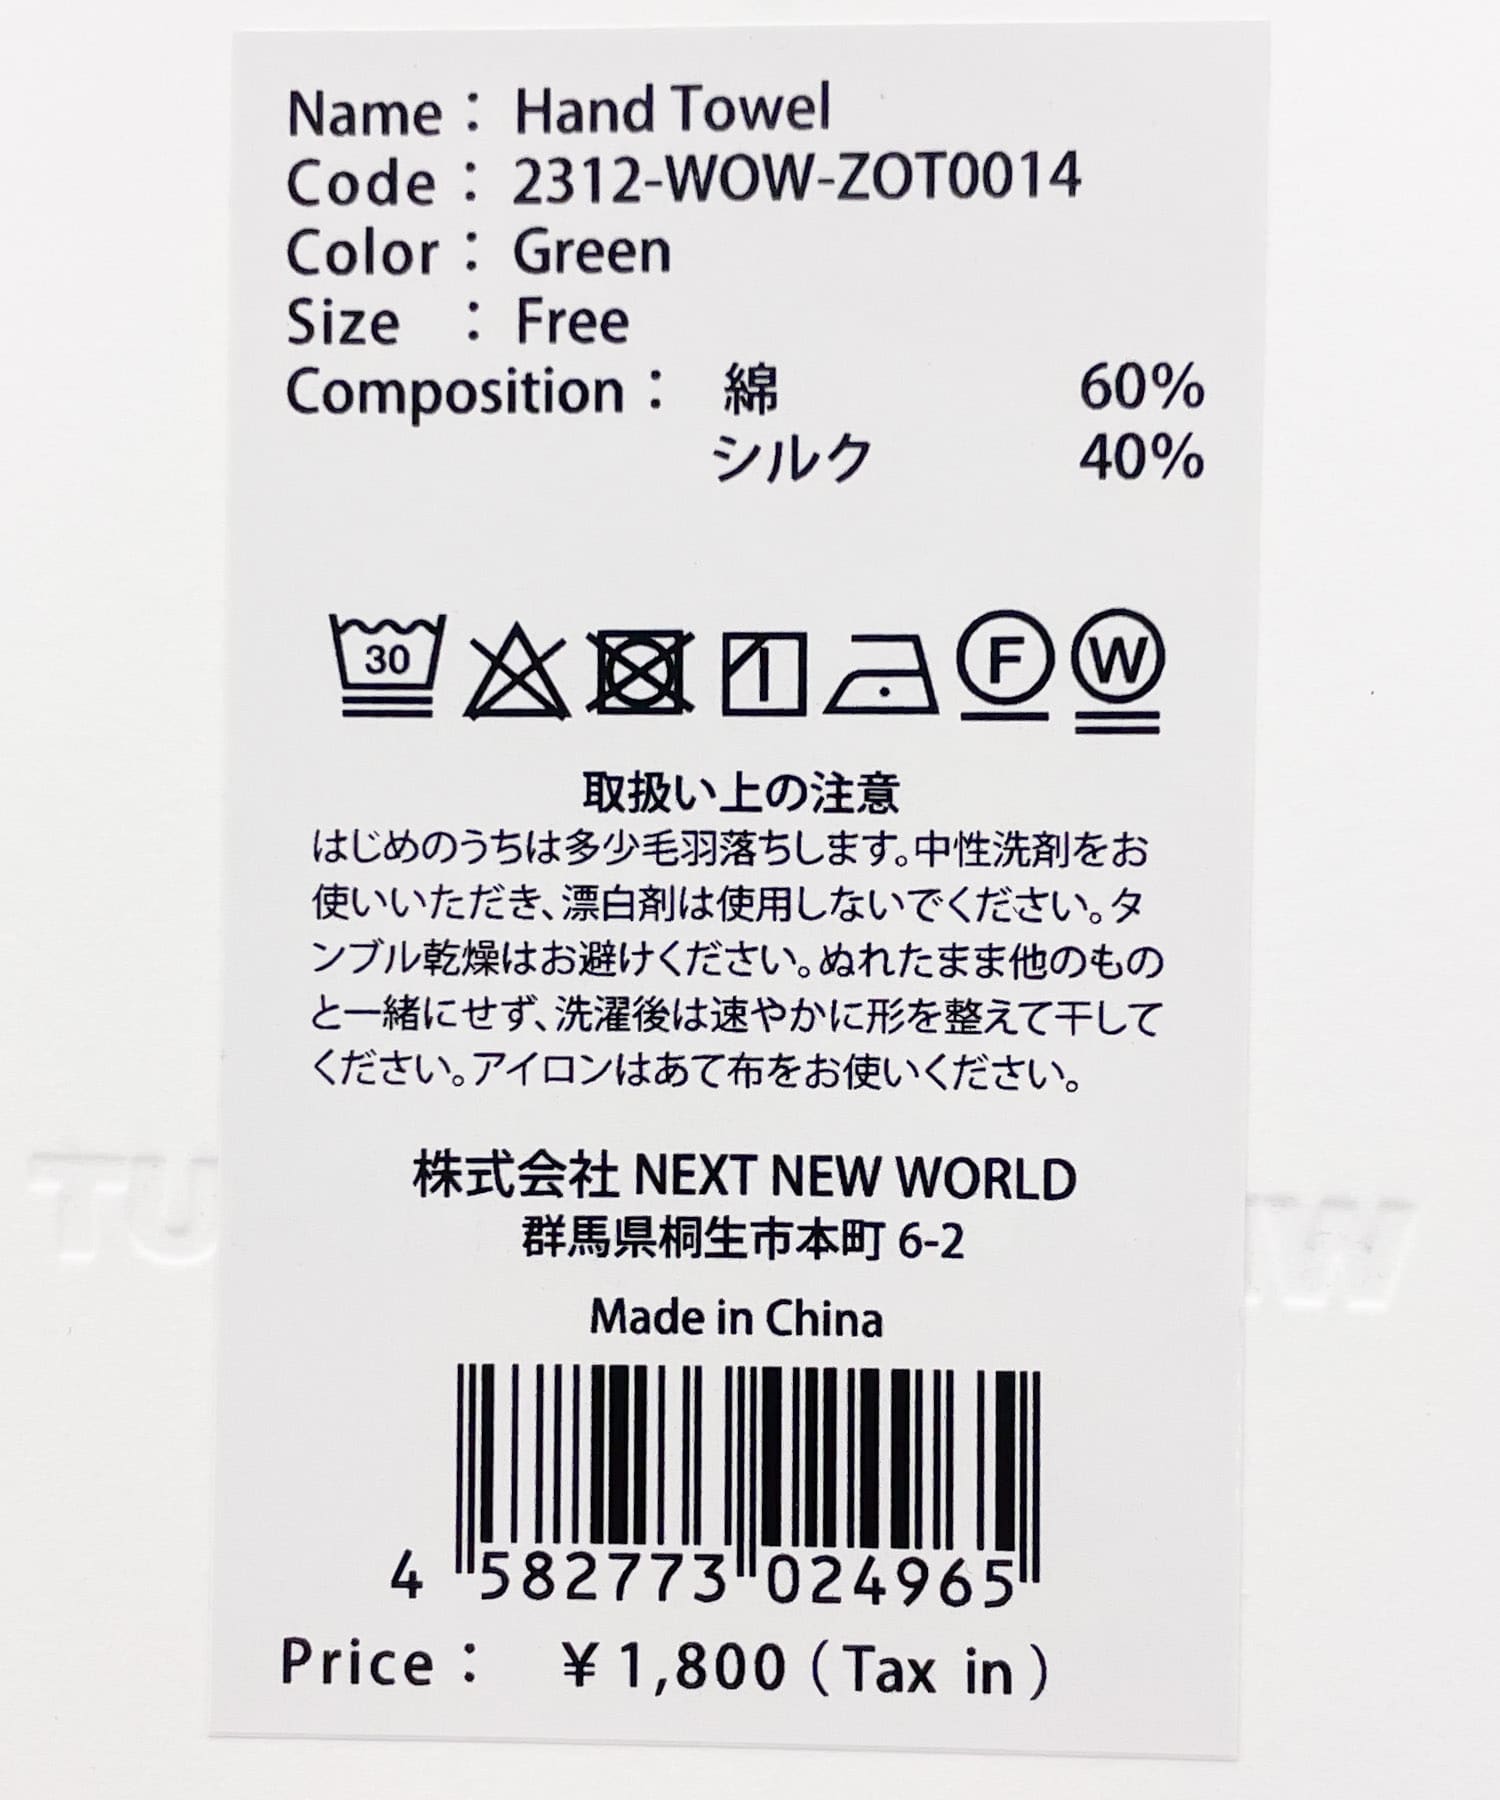 Name： Hand Towel
Code： 2312-WOW-ZOT0014
Color： Green
Size ： Free
Composition： 綿 60%
シルク 40%
30 F W
取扱い上の注意
はじめのうちは多少毛羽落ちします。中性洗剤をお
使いいただき、漂白剤は使用しないでください。タ
ンブル乾燥はお避けください。ぬれたまま他のもの
と一緒にせず、洗濯後は速やかに形を整えて干して
ください。アイロンはあて布をお使いください。
株式会社 NEXT NEW WORLD
群馬県桐生市本町 6-2
Made in China
4 582773 024965
Price： ¥ 1,800 (Tax in)